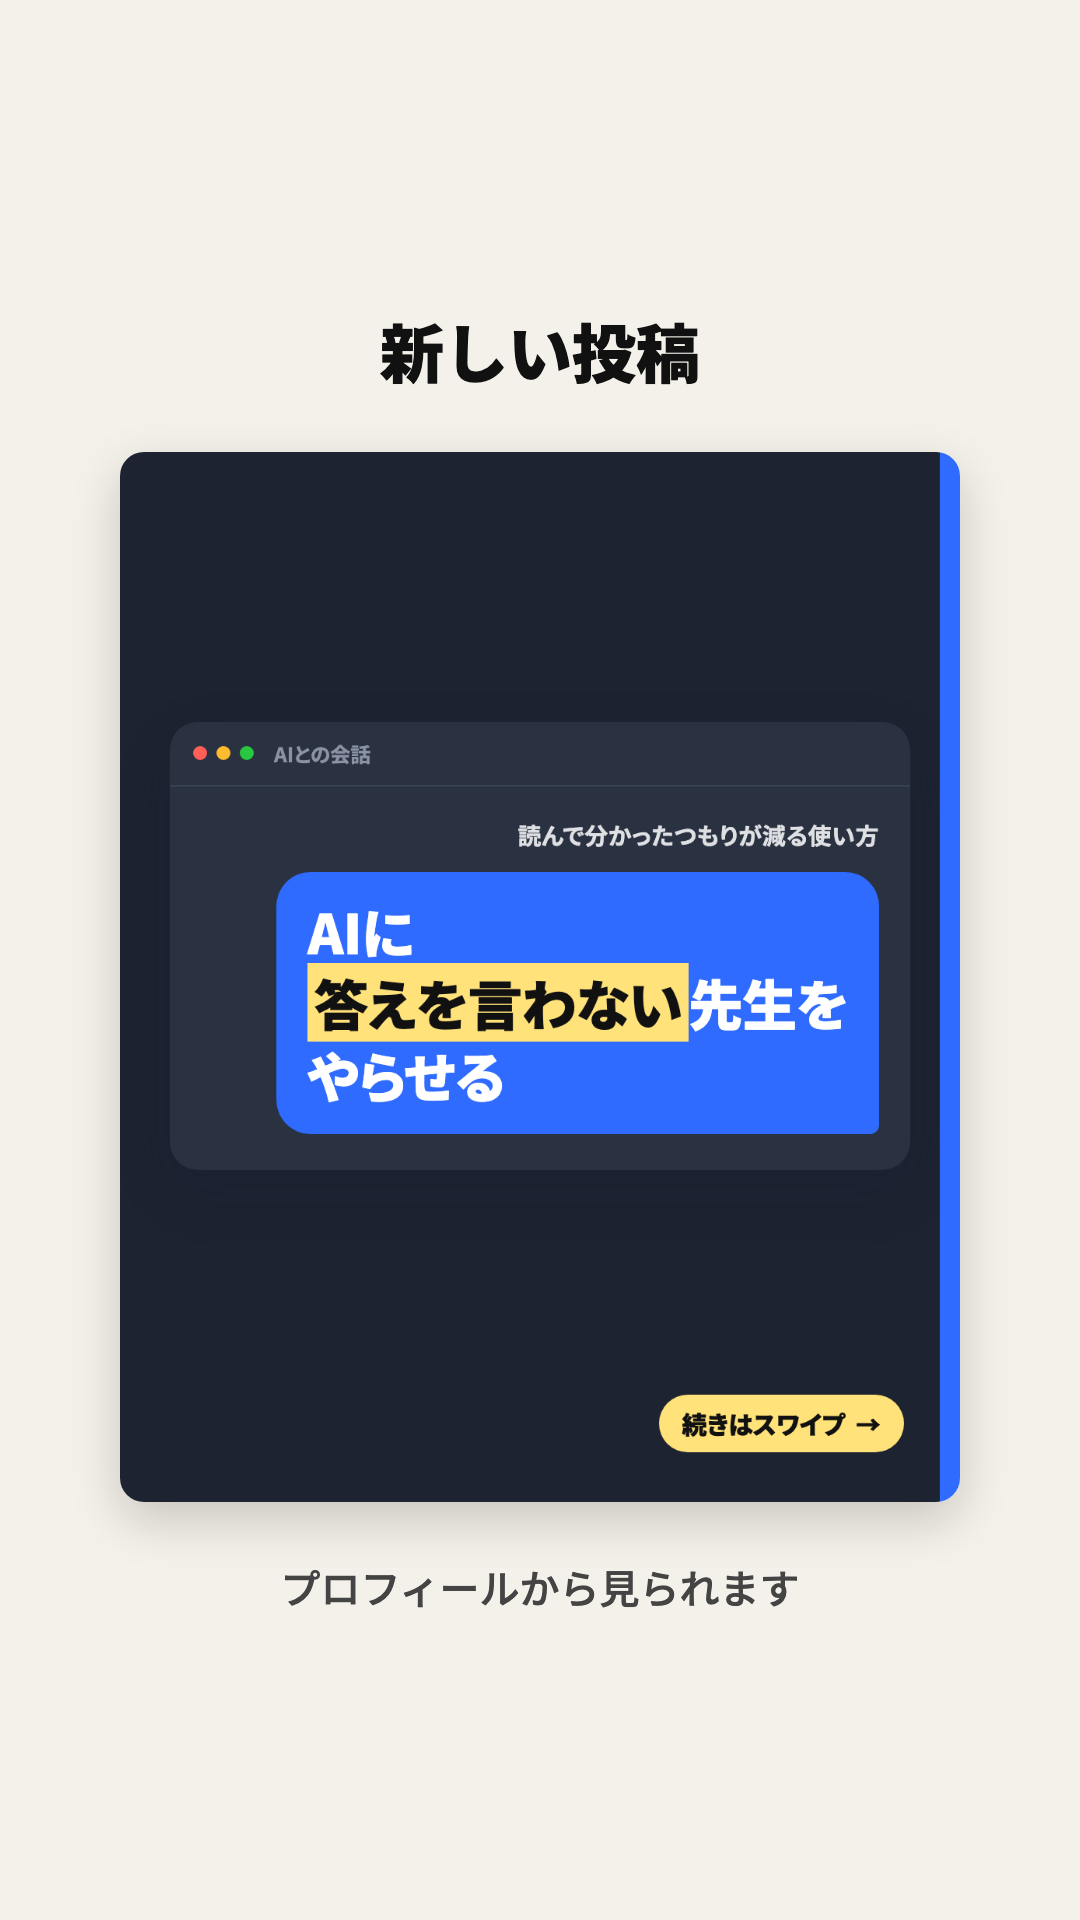 新しい投稿
AIとの会話
読んで分かったつもりが減る使い方
AIに
答えを言わない先生を
やらせる
続きはスワイプ →
プロフィールから見られます